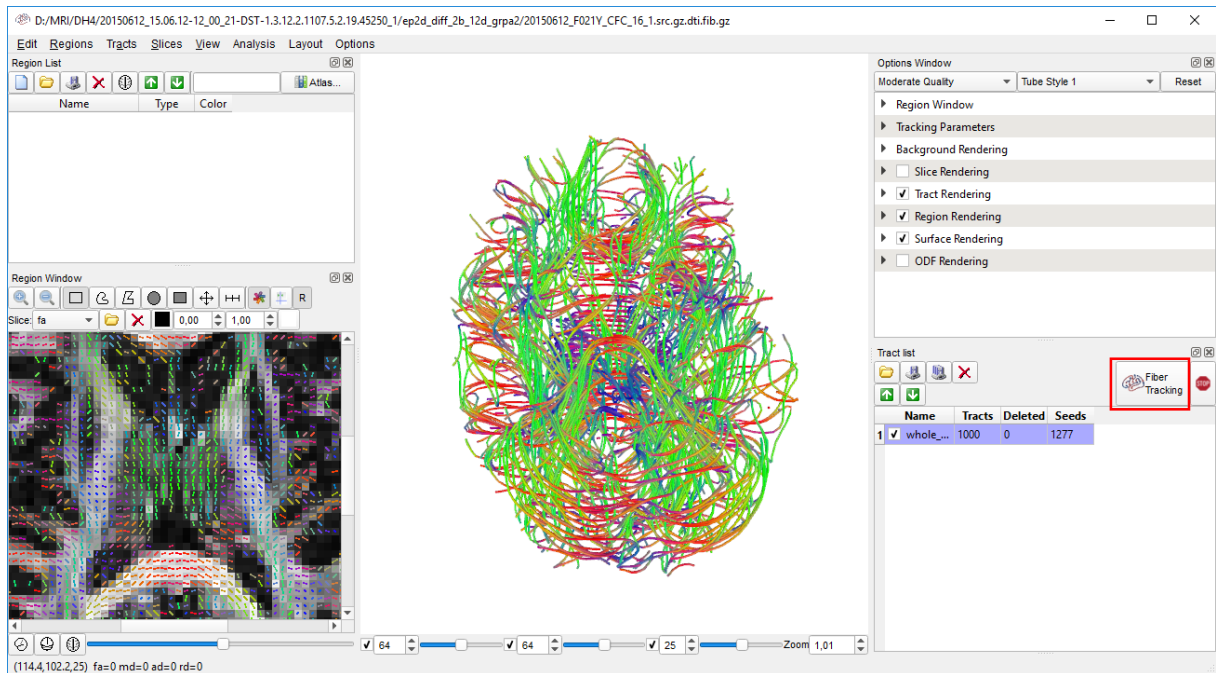 D:/MRI/DH4/20150612_15.06.12-12_00_21-DST-1.3.12.2.1107.5.2.19.45250_1/ep2d_diff_2b_12d_grpa2/20150612_F021Y_CFC_16_1.src.gz.dti.fib.gz
Edit Regions Tracts Slices View Analysis Layout Options
Region List
Atlas...
Name Type Color
Region Window
R
Slice: fa 0,00 1,00
64 64 25 Zoom 1,01
(114.4,102.2,25) fa=0 md=0 ad=0 rd=0
Options Window
Moderate Quality Tube Style 1 Reset
Region Window
Tracking Parameters
Background Rendering
Slice Rendering
Tract Rendering
Region Rendering
Surface Rendering
ODF Rendering
Tract list
Fiber
Tracking
STOP
Name Tracts Deleted Seeds
1 whole_... 1000 0 1277